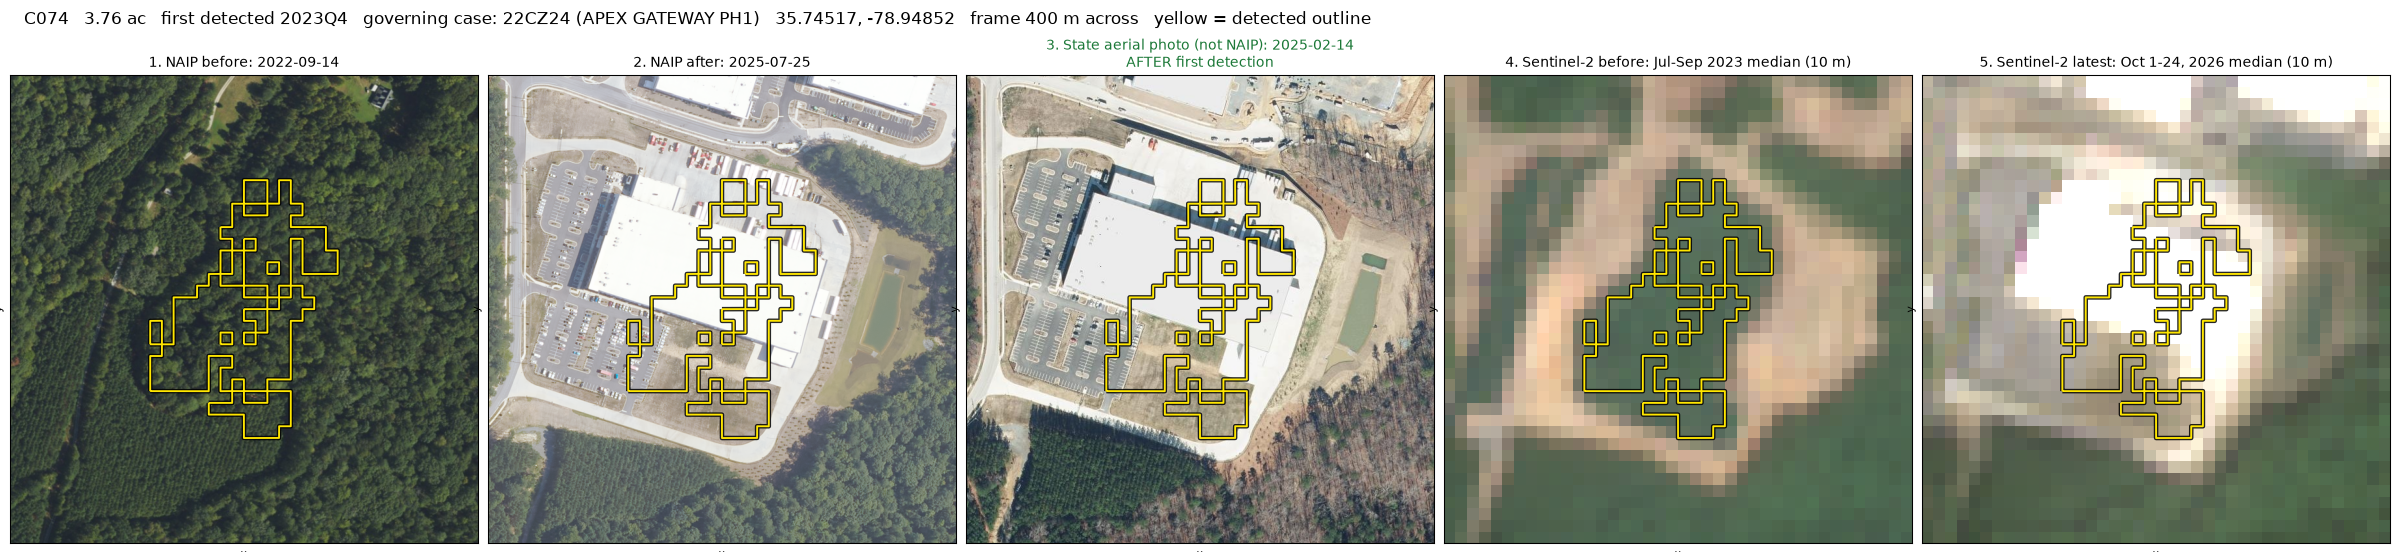 C074   3.76 ac   first detected 2023Q4   governing case: 22CZ24 (APEX GATEWAY PH1)   35.74517, -78.94852   frame 400 m across   yellow = detected outline
1. NAIP before: 2022-09-14
2. NAIP after: 2025-07-25
3. State aerial photo (not NAIP): 2025-02-14
AFTER first detection
4. Sentinel-2 before: Jul-Sep 2023 median (10 m)
5. Sentinel-2 latest: Oct 1-24, 2026 median (10 m)